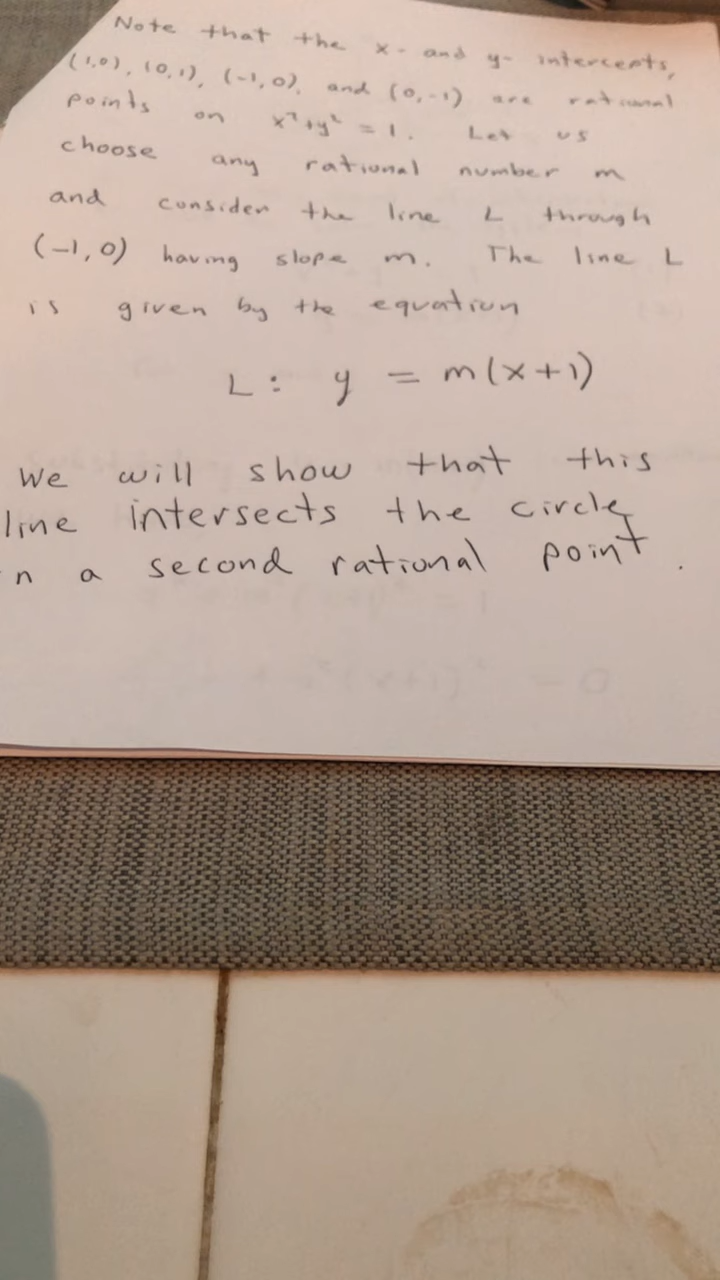 Note that the x- and y- intercepts,
(1,0), (0,1), (-1,0), and (0,-1) are rational
points on x²+y² = 1. Let us
choose any rational number m
and consider the line L through
(-1,0) having slope m. The line L
is given by the equation
L: y = m(x+1)
We will show that this
line intersects the circle
n a second rational point.